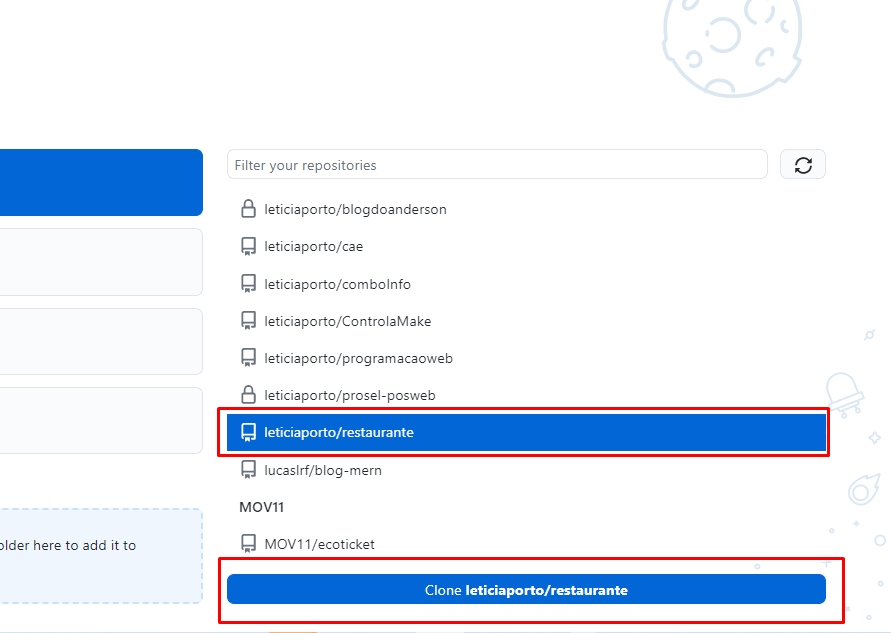 Filter your repositories
leticiaporto/blogdoanderson
leticiaporto/cae
leticiaporto/comboInfo
leticiaporto/ControlaMake
leticiaporto/programacaoweb
leticiaporto/prosel-posweb
leticiaporto/restaurante
lucaslrf/blog-mern
MOV11
MOV11/ecoticket
older here to add it to
Clone leticiaporto/restaurante